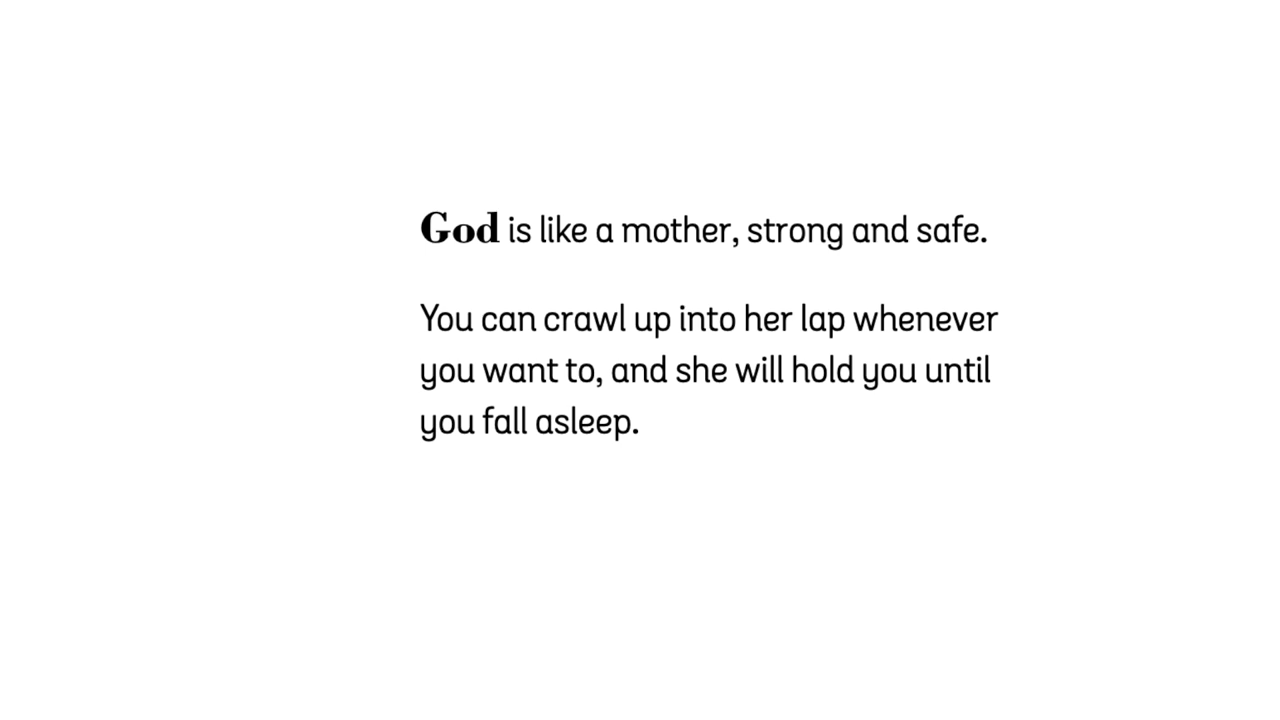 God is like a mother, strong and safe.
You can crawl up into her lap whenever
you want to, and she will hold you until
you fall asleep.